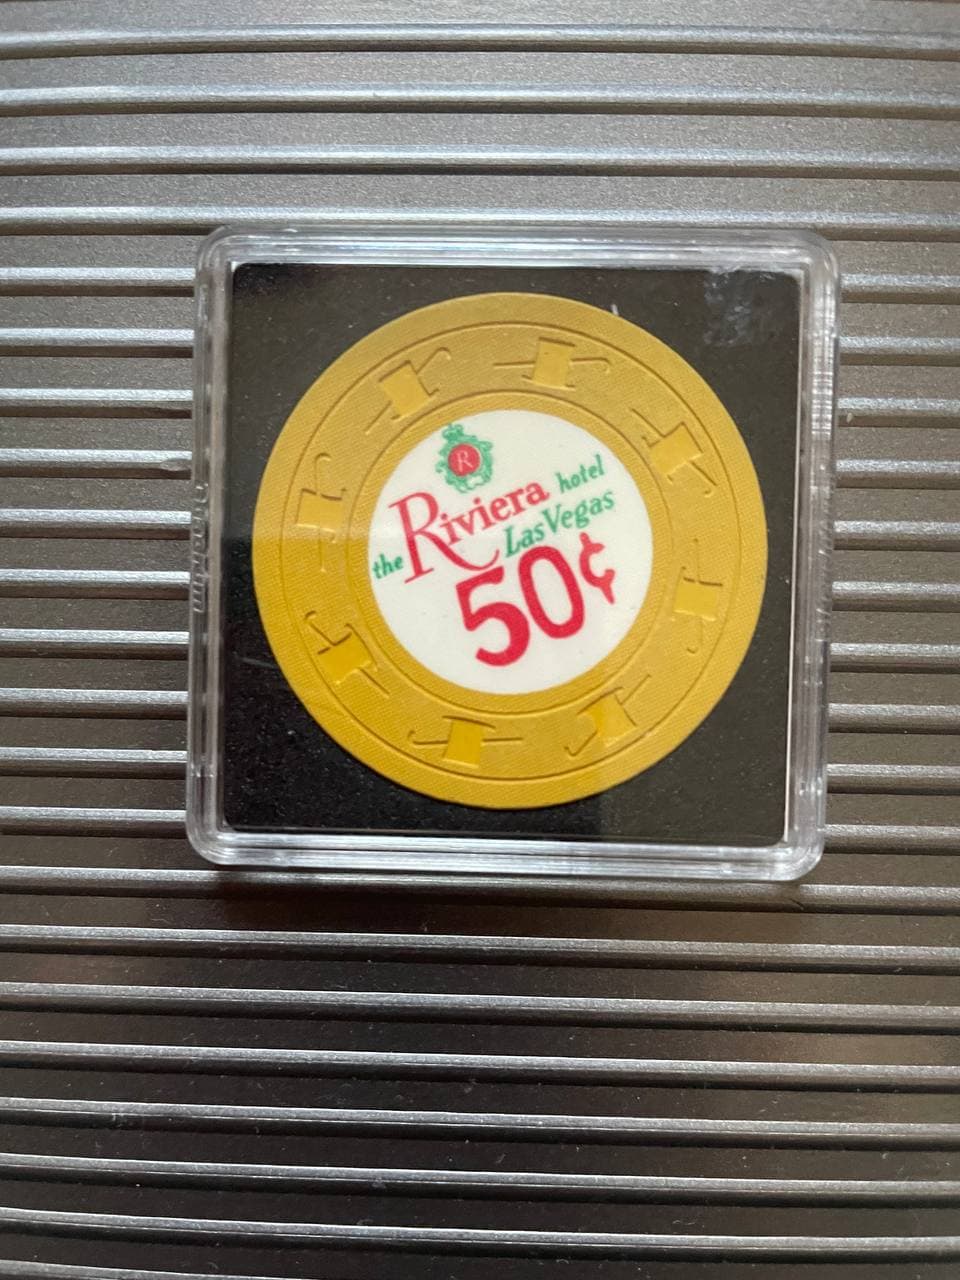 R
the Riviera hotel
Las Vegas
50¢